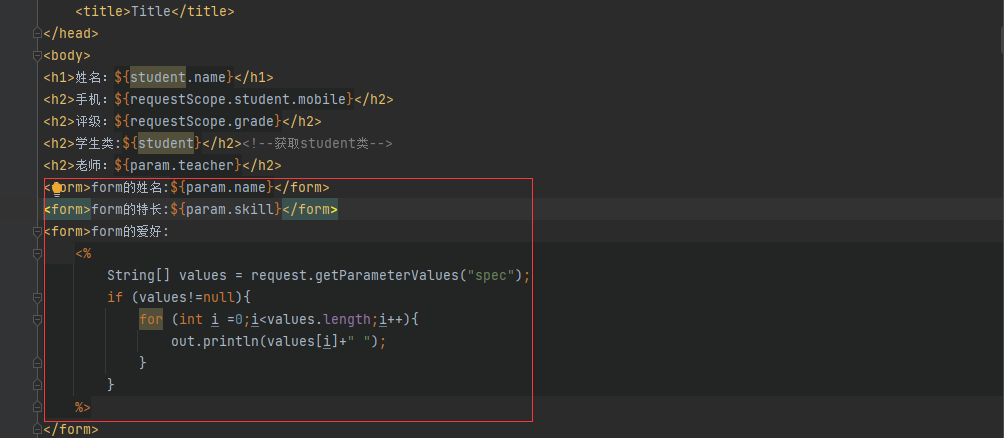 <title>Title</title>
</head>
<body>
<h1>姓名：${student.name}</h1>
<h2>手机：${requestScope.student.mobile}</h2>
<h2>评级：${requestScope.grade}</h2>
<h2>学生类:${student}</h2><!--获取student类-->
<h2>老师：${param.teacher}</h2>
<form>form的姓名:${param.name}</form>
<form>form的特长:${param.skill}</form>
<form>form的爱好:
    <%
        String[] values = request.getParameterValues("spec");
        if (values!=null){
            for (int i =0;i<values.length;i++){
                out.println(values[i]+" ");
            }
        }
    %>
</form>